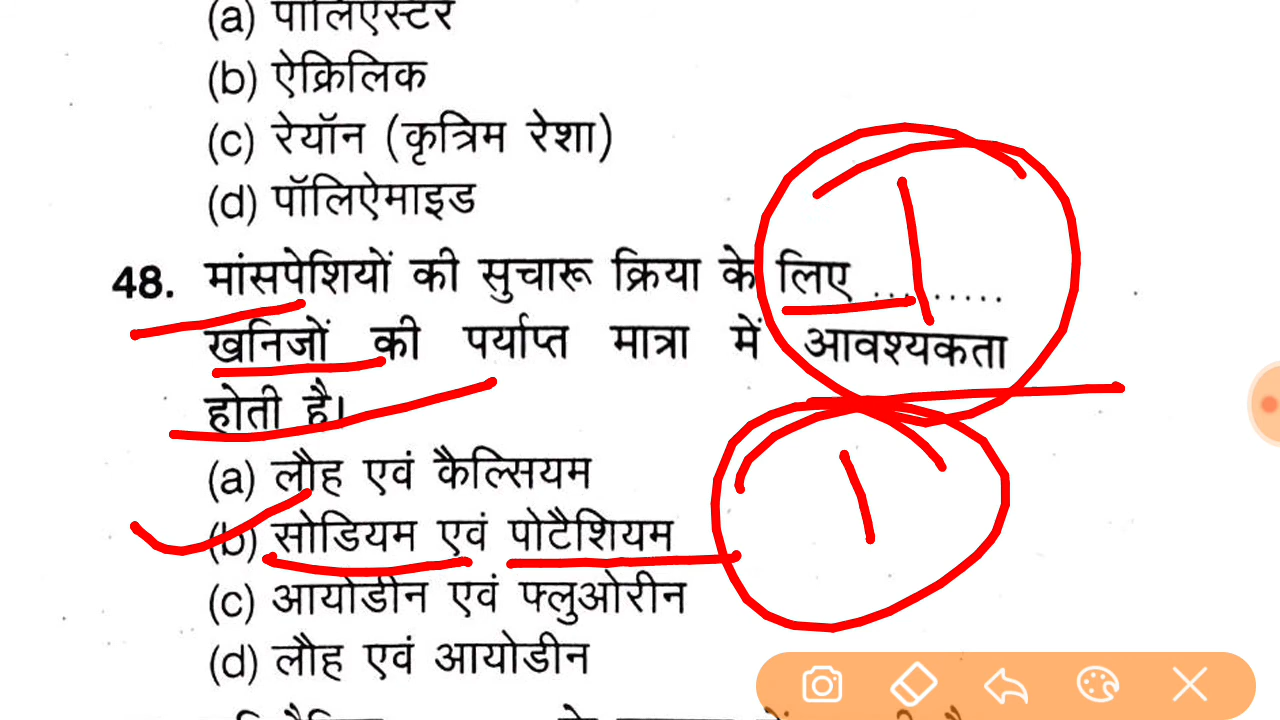 (a) पॉलिएस्टर
(b) ऐक्रिलिक
(c) रेयॉन (कृत्रिम रेशा)
(d) पॉलिऐमाइड
48. मांसपेशियों की सुचारू क्रिया के लिए .........
खनिजों की पर्याप्त मात्रा में आवश्यकता
होती है।
(a) लौह एवं कैल्सियम
(b) सोडियम एवं पोटैशियम
(c) आयोडीन एवं फ्लुओरीन
(d) लौह एवं आयोडीन